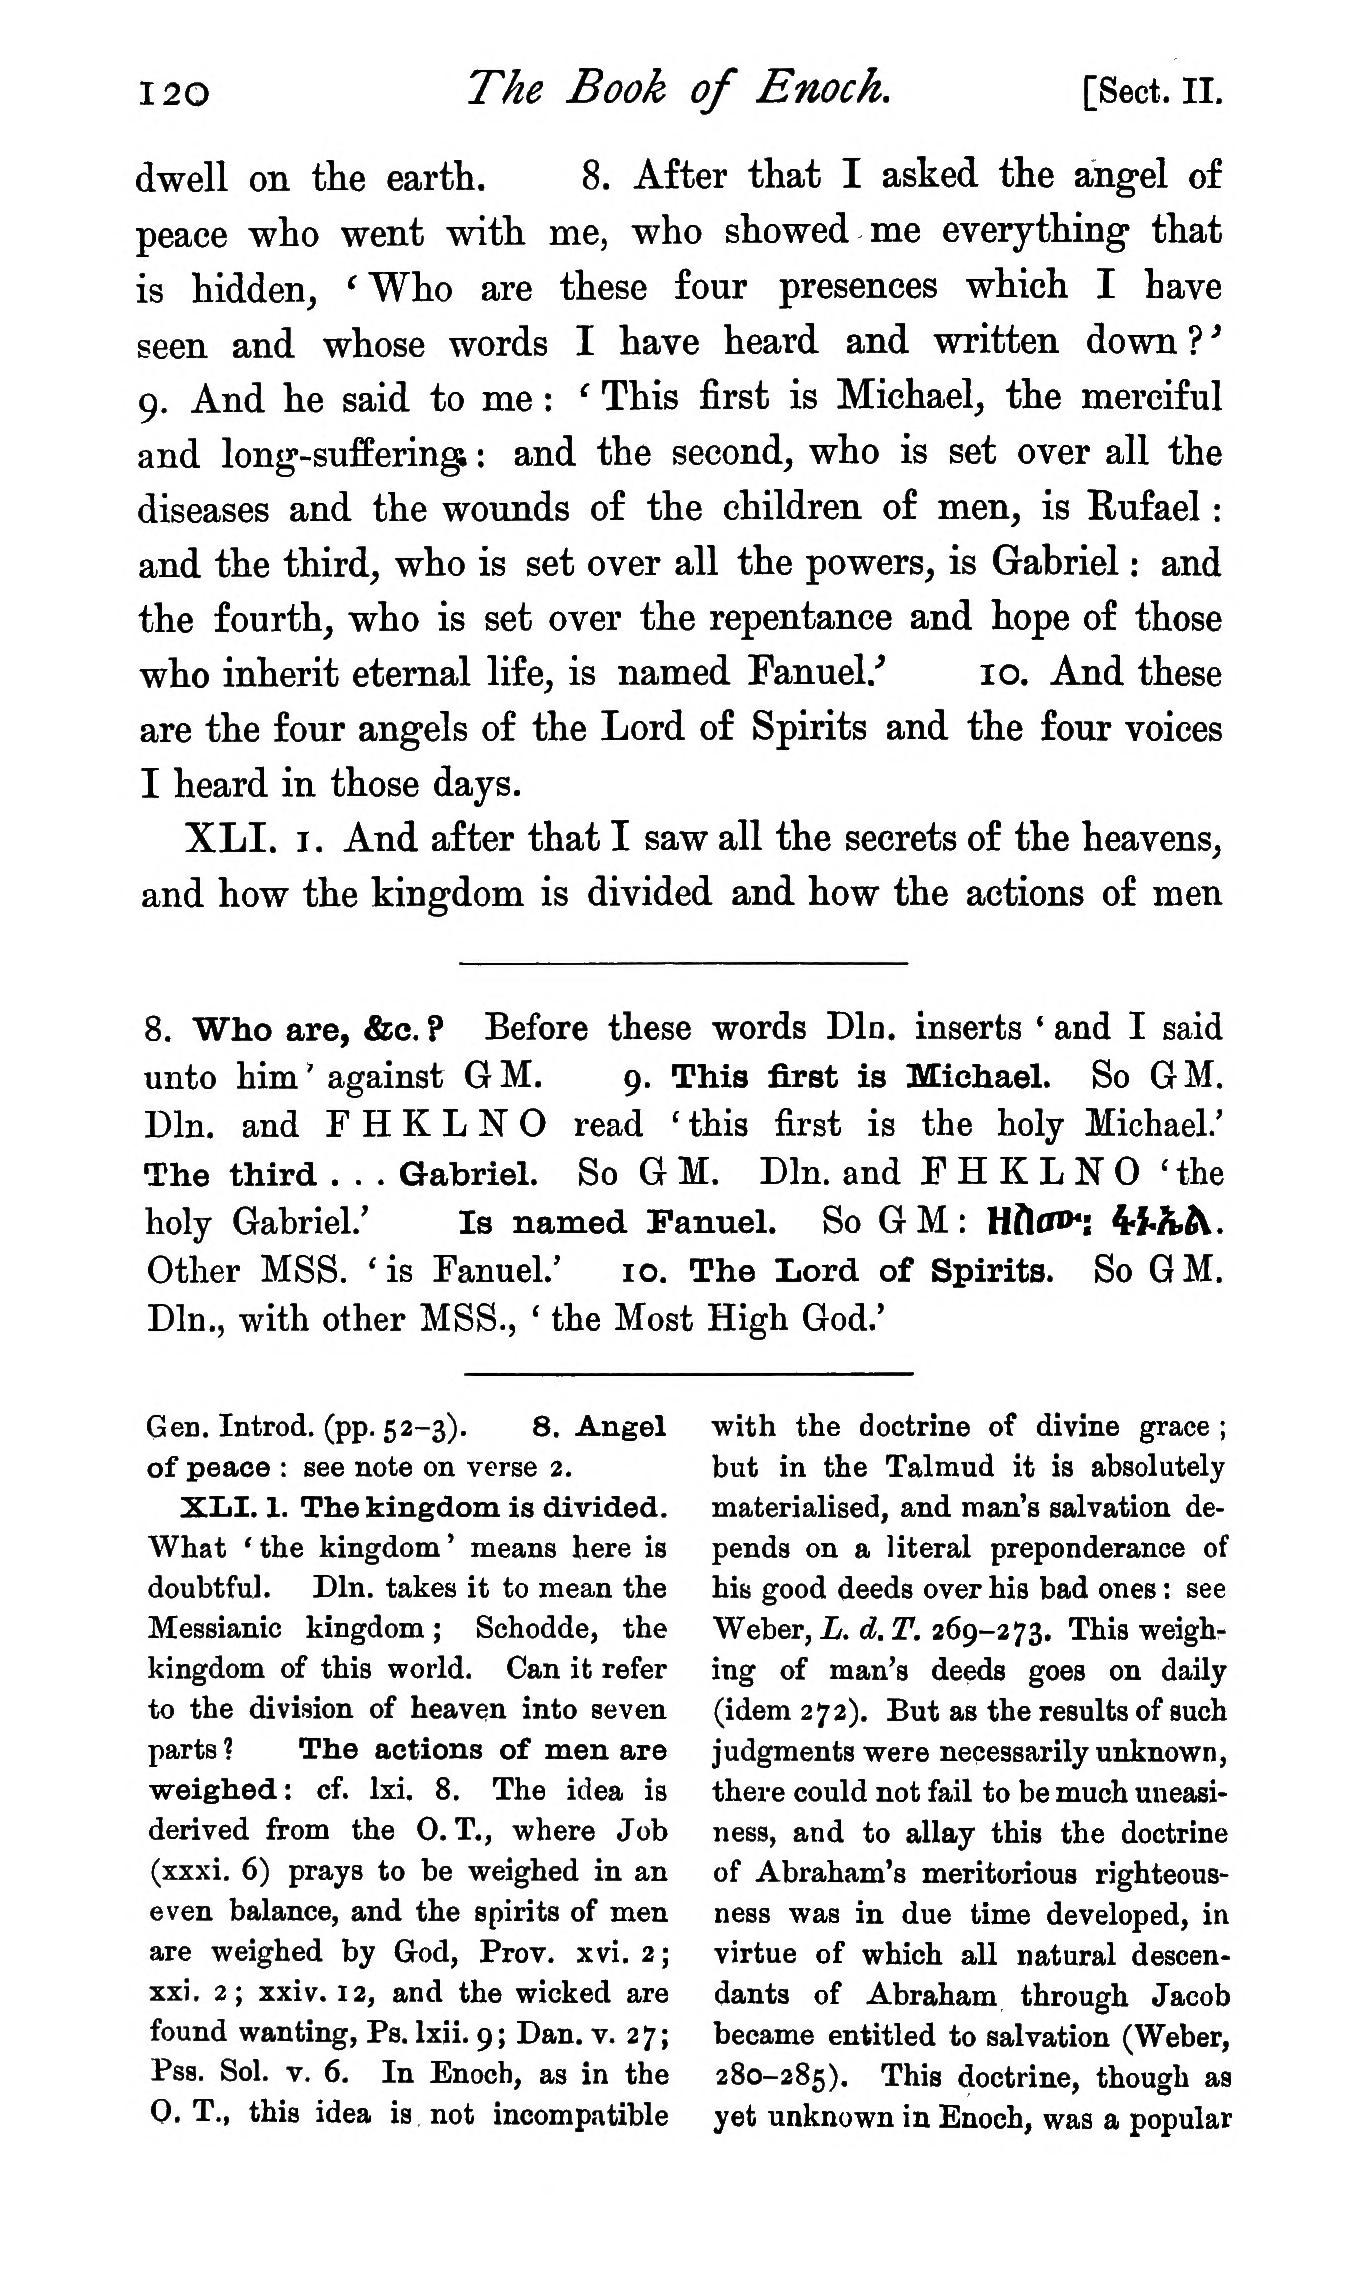 120 The Book of Enoch. [Sect. II.
dwell on the earth. 8. After that I asked the angel of
peace who went with me, who showed me everything that
is hidden, ‘Who are these four presences which I have
seen and whose words I have heard and written down?’
9. And he said to me: ‘This first is Michael, the merciful
and long-suffering: and the second, who is set over all the
diseases and the wounds of the children of men, is Rufael:
and the third, who is set over all the powers, is Gabriel: and
the fourth, who is set over the repentance and hope of those
who inherit eternal life, is named Fanuel.’ 10. And these
are the four angels of the Lord of Spirits and the four voices
I heard in those days.
XLI. 1. And after that I saw all the secrets of the heavens,
and how the kingdom is divided and how the actions of men
8. Who are, &c.? Before these words Dln. inserts ‘and I said
unto him’ against G M. 9. This first is Michael. So G M.
Dln. and F H K L N O read ‘this first is the holy Michael.’
The third . . . Gabriel. So G M. Dln. and F H K L N O ‘the
holy Gabriel.’ Is named Fanuel. So G M: ዘስሙ፡ ፋኑኤል.
Other MSS. ‘is Fanuel.’ 10. The Lord of Spirits. So G M.
Dln., with other MSS., ‘the Most High God.’
Gen. Introd. (pp. 52–3). 8. Angel
of peace: see note on verse 2.
XLI. 1. The kingdom is divided.
What ‘the kingdom’ means here is
doubtful. Dln. takes it to mean the
Messianic kingdom; Schodde, the
kingdom of this world. Can it refer
to the division of heaven into seven
parts? The actions of men are
weighed: cf. lxi. 8. The idea is
derived from the O. T., where Job
(xxxi. 6) prays to be weighed in an
even balance, and the spirits of men
are weighed by God, Prov. xvi. 2;
xxi. 2; xxiv. 12, and the wicked are
found wanting, Ps. lxii. 9; Dan. v. 27;
Pss. Sol. v. 6. In Enoch, as in the
O. T., this idea is not incompatible
with the doctrine of divine grace;
but in the Talmud it is absolutely
materialised, and man’s salvation de-
pends on a literal preponderance of
his good deeds over his bad ones: see
Weber, L. d. T. 269–273. This weigh-
ing of man’s deeds goes on daily
(idem 272). But as the results of such
judgments were necessarily unknown,
there could not fail to be much uneasi-
ness, and to allay this the doctrine
of Abraham’s meritorious righteous-
ness was in due time developed, in
virtue of which all natural descen-
dants of Abraham through Jacob
became entitled to salvation (Weber,
280–285). This doctrine, though as
yet unknown in Enoch, was a popular